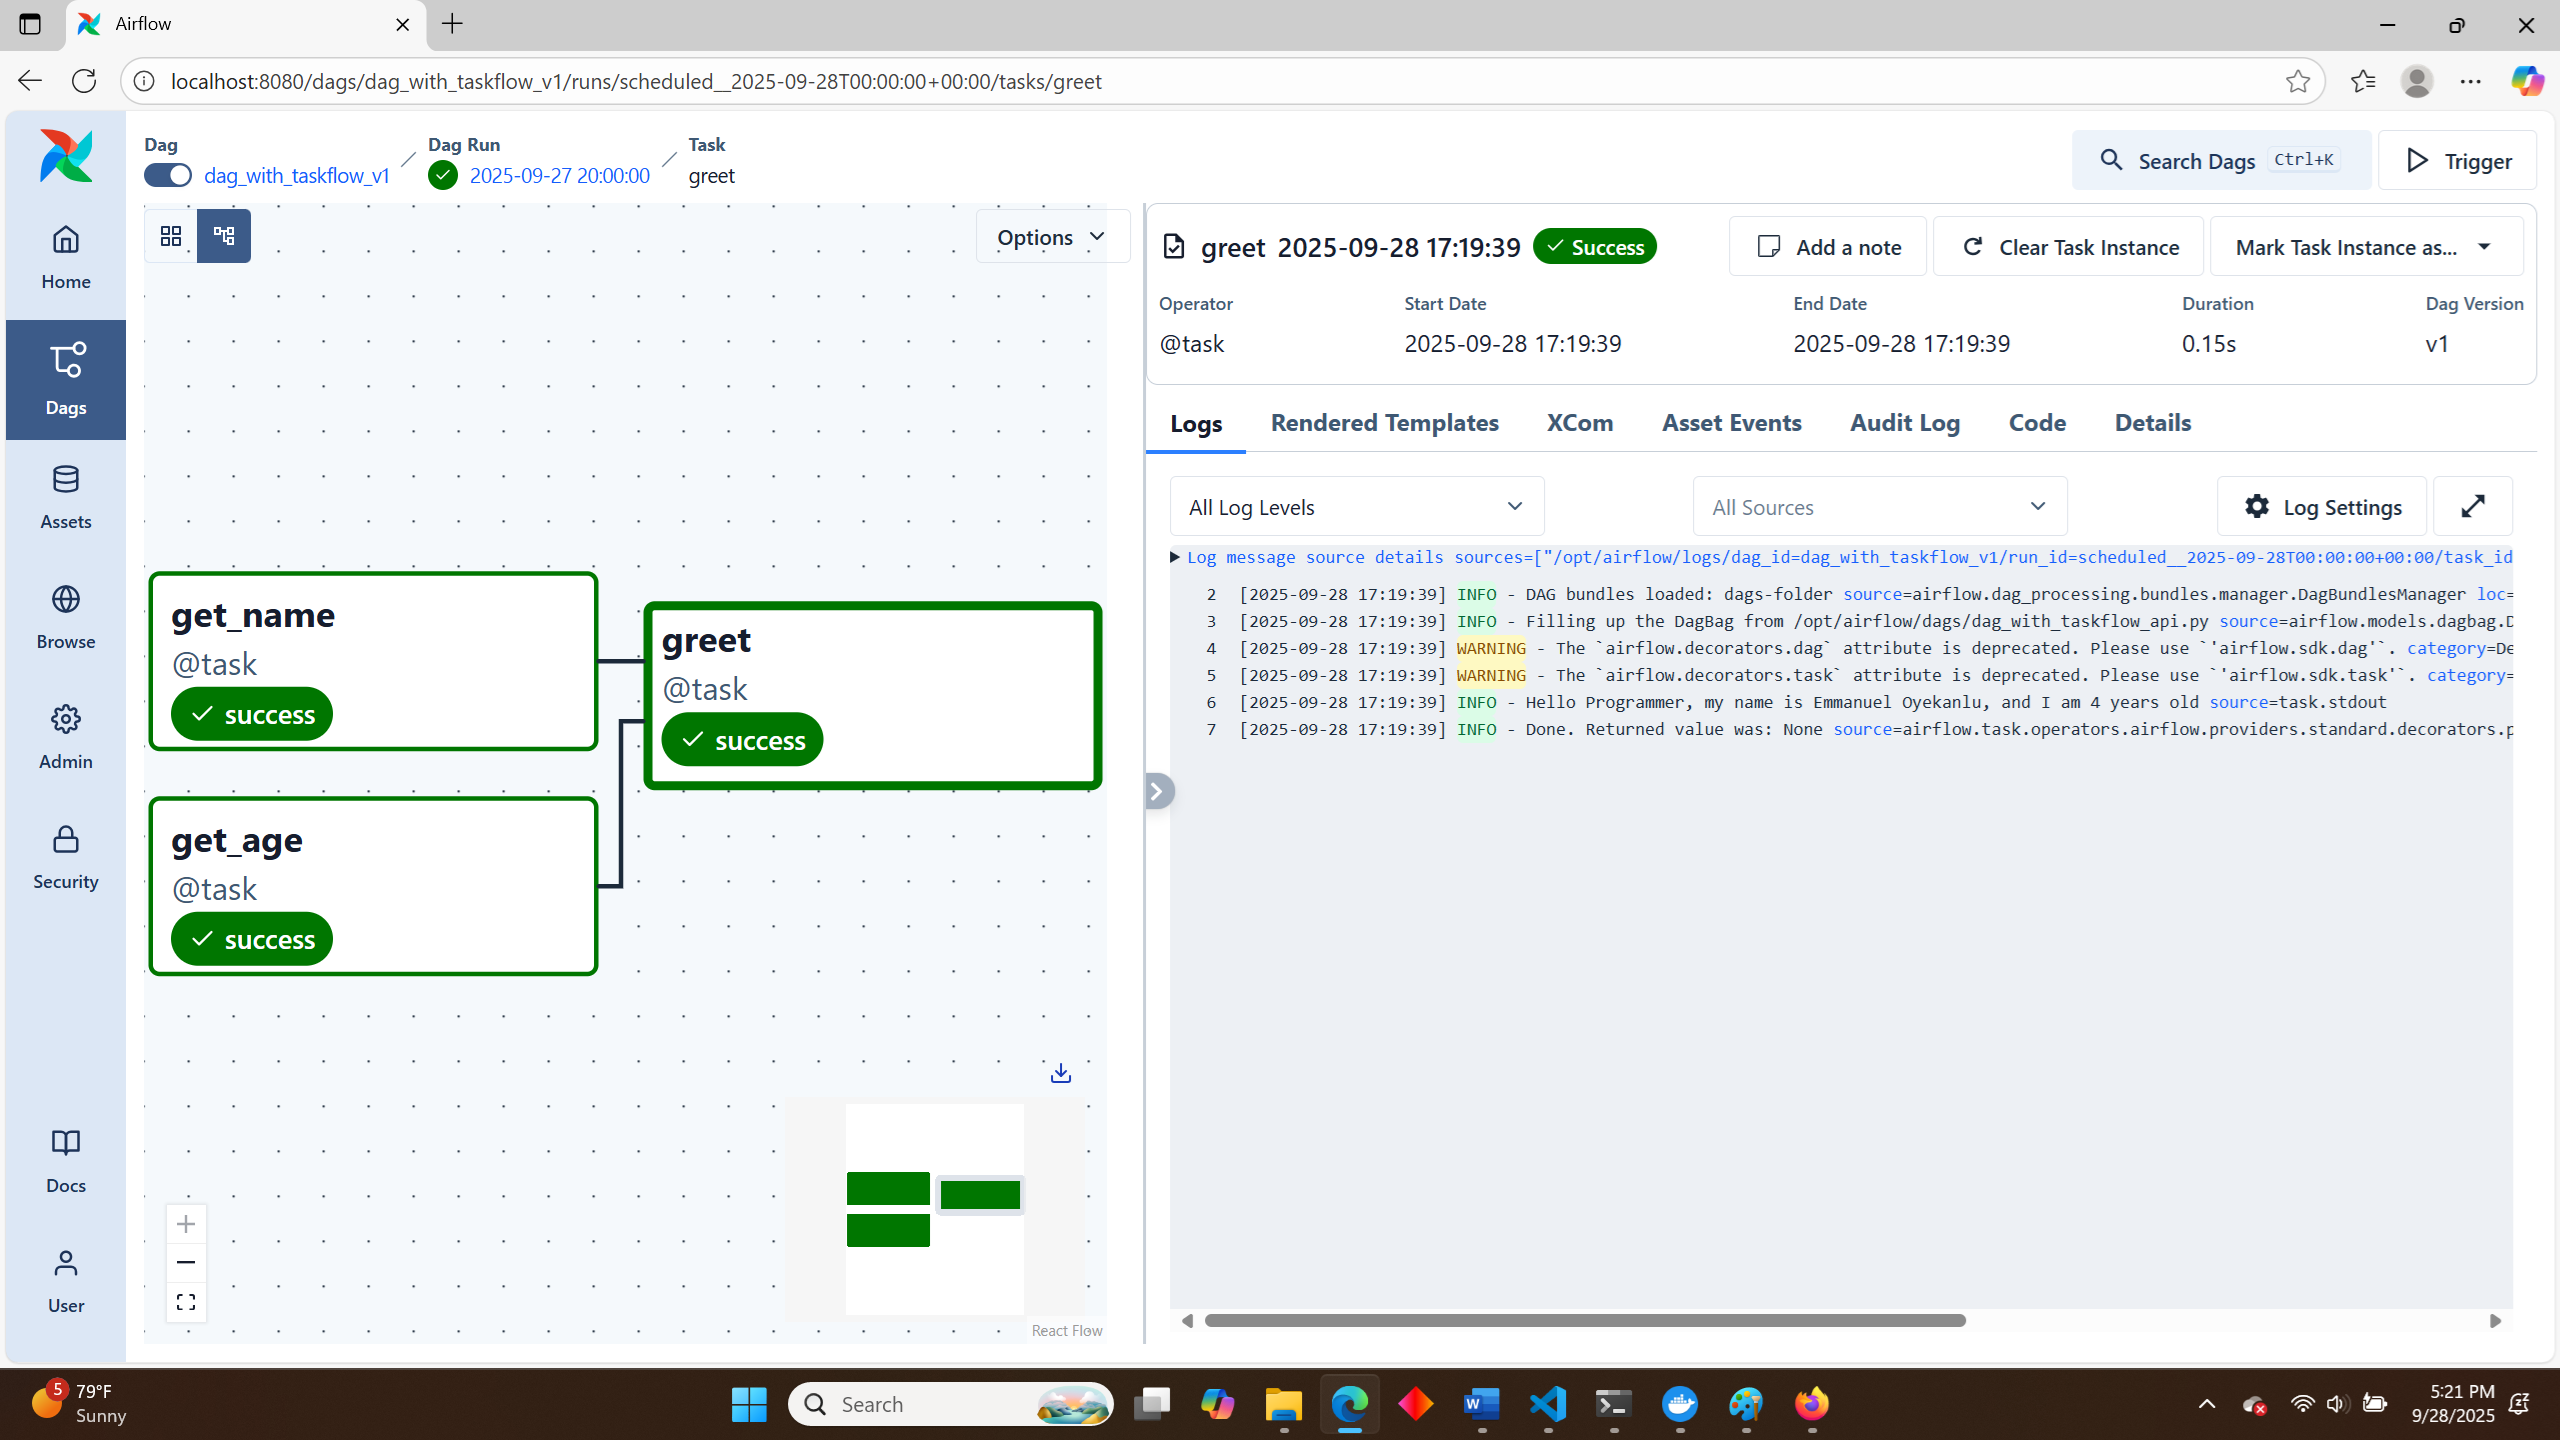 Airflow
localhost:8080/dags/dag_with_taskflow_v1/runs/scheduled__2025-09-28T00:00:00+00:00/tasks/greet
Dag
dag_with_taskflow_v1
Dag Run
2025-09-27 20:00:00
Task
greet
Search Dags Ctrl+K
Trigger
Home
Dags
Assets
Browse
Admin
Security
Docs
User
Options
get_name
@task
success
get_age
@task
success
greet
@task
success
React Flow
greet 2025-09-28 17:19:39 Success
Add a note
Clear Task Instance
Mark Task Instance as...
Operator Start Date End Date Duration Dag Version
@task 2025-09-28 17:19:39 2025-09-28 17:19:39 0.15s v1
Logs Rendered Templates XCom Asset Events Audit Log Code Details
All Log Levels
All Sources
Log Settings
Log message source details sources=["/opt/airflow/logs/dag_id=dag_with_taskflow_v1/run_id=scheduled__2025-09-28T00:00:00+00:00/task_id
2 [2025-09-28 17:19:39] INFO - DAG bundles loaded: dags-folder source=airflow.dag_processing.bundles.manager.DagBundlesManager loc=
3 [2025-09-28 17:19:39] INFO - Filling up the DagBag from /opt/airflow/dags/dag_with_taskflow_api.py source=airflow.models.dagbag.D
4 [2025-09-28 17:19:39] WARNING - The `airflow.decorators.dag` attribute is deprecated. Please use `'airflow.sdk.dag'`. category=De
5 [2025-09-28 17:19:39] WARNING - The `airflow.decorators.task` attribute is deprecated. Please use `'airflow.sdk.task'`. category=
6 [2025-09-28 17:19:39] INFO - Hello Programmer, my name is Emmanuel Oyekanlu, and I am 4 years old source=task.stdout
7 [2025-09-28 17:19:39] INFO - Done. Returned value was: None source=airflow.task.operators.airflow.providers.standard.decorators.p
5
79°F
Sunny
Search
5:21 PM
9/28/2025